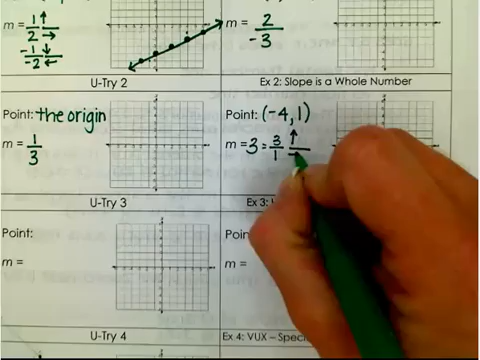 m = 1/2 ↑/→
-1/-2 ↓/←
m = 2/-3
U-Try 2
Ex 2: Slope is a Whole Number
Point: the origin
m = 1/3
Point: (-4, 1)
m = 3 = 3/1 ↑/→
U-Try 3
Ex 3:
Point:
m =
Poin
m =
U-Try 4
Ex 4: VUX – Speci